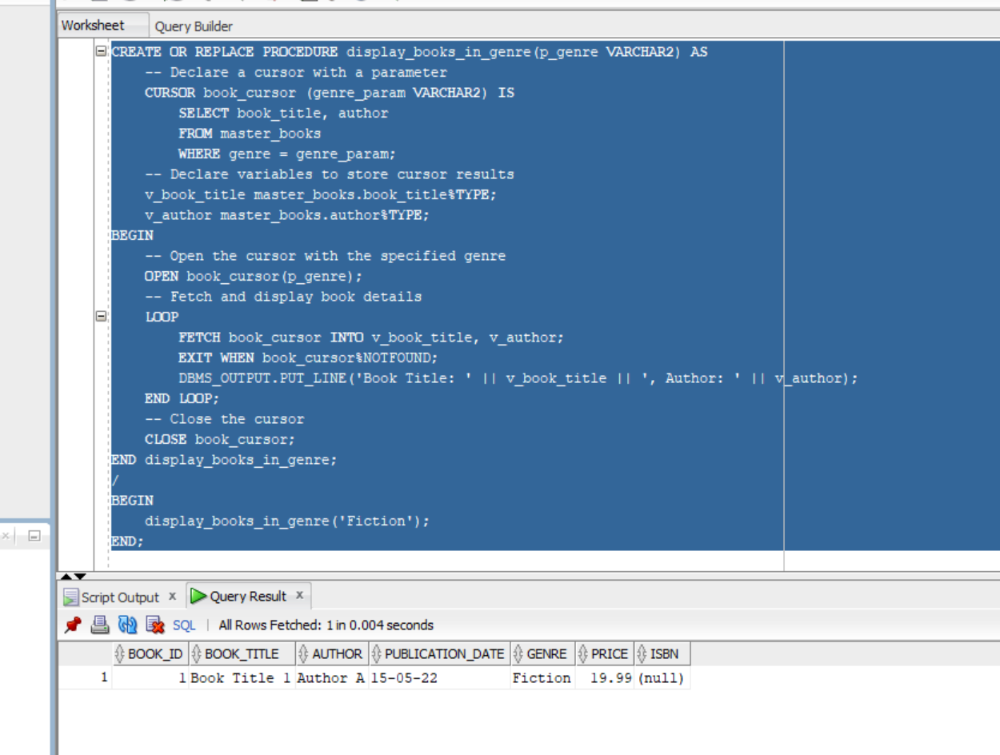 Worksheet Query Builder
CREATE OR REPLACE PROCEDURE display_books_in_genre(p_genre VARCHAR2) AS
    -- Declare a cursor with a parameter
    CURSOR book_cursor (genre_param VARCHAR2) IS
        SELECT book_title, author
        FROM master_books
        WHERE genre = genre_param;
    -- Declare variables to store cursor results
    v_book_title master_books.book_title%TYPE;
    v_author master_books.author%TYPE;
BEGIN
    -- Open the cursor with the specified genre
    OPEN book_cursor(p_genre);
    -- Fetch and display book details
    LOOP
        FETCH book_cursor INTO v_book_title, v_author;
        EXIT WHEN book_cursor%NOTFOUND;
        DBMS_OUTPUT.PUT_LINE('Book Title: ' || v_book_title || ', Author: ' || v_author);
    END LOOP;
    -- Close the cursor
    CLOSE book_cursor;
END display_books_in_genre;
/
BEGIN
    display_books_in_genre('Fiction');
END;
Script Output x Query Result x
SQL | All Rows Fetched: 1 in 0.004 seconds
BOOK_ID BOOK_TITLE AUTHOR PUBLICATION_DATE GENRE PRICE ISBN
1 1 Book Title 1 Author A 15-05-22 Fiction 19.99 (null)